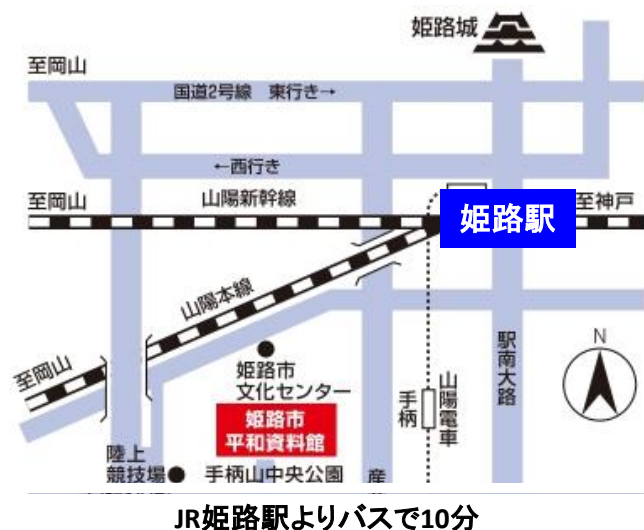 姫路城
至岡山
国道2号線 東行き→
←西行き
至岡山
山陽新幹線
姫路駅
至神戸
山陽本線
至岡山
姫路市
文化センター
姫路市
平和資料館
手柄
山陽電車
駅南大路
N
陸上
競技場
手柄山中央公園
産
JR姫路駅よりバスで10分